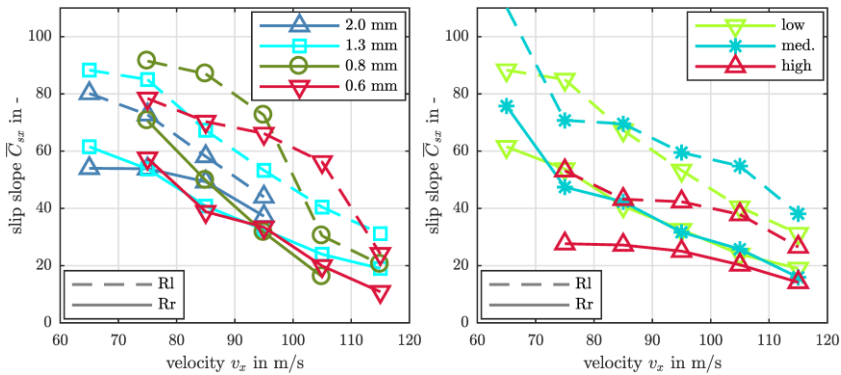 slip slope C̅sx in -
0
20
40
60
80
100
60
70
80
90
100
110
120
velocity vx in m/s
2.0 mm
1.3 mm
0.8 mm
0.6 mm
Rl
Rr
slip slope C̅sx in -
0
20
40
60
80
100
60
70
80
90
100
110
120
velocity vx in m/s
low
med.
high
Rl
Rr